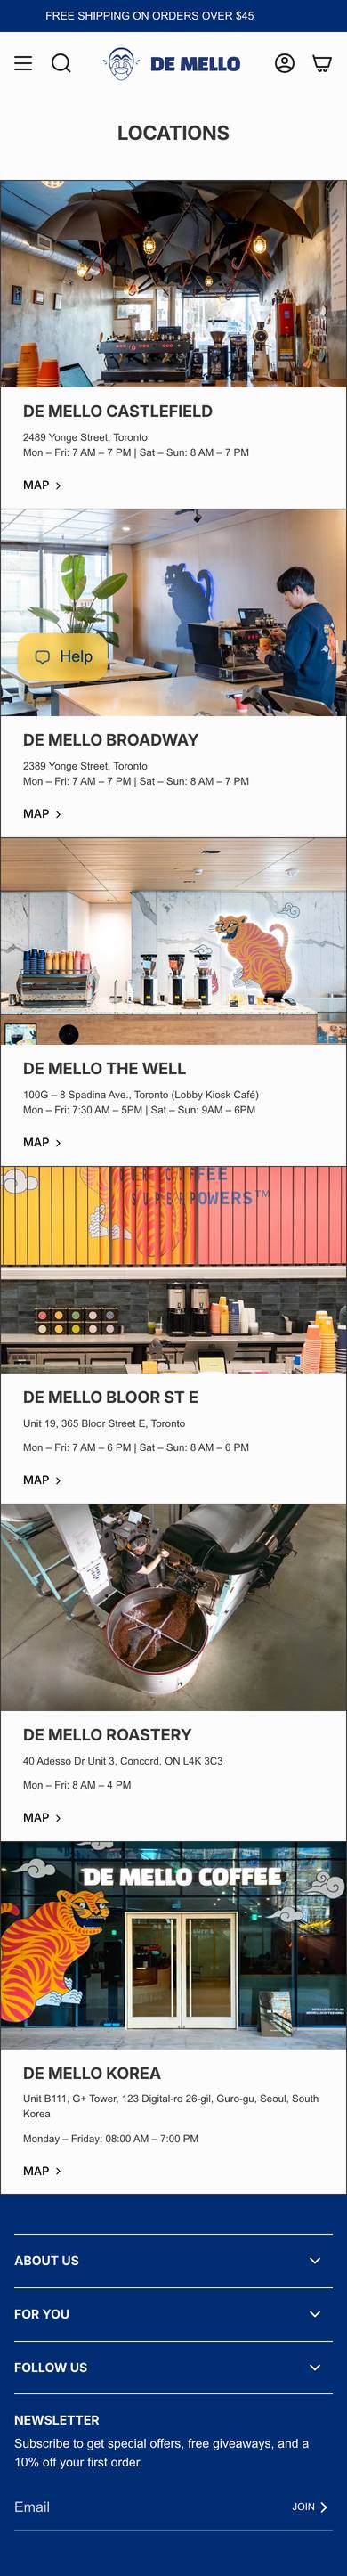 FREE SHIPPING ON ORDERS OVER $45
DE MELLO
LOCATIONS
DE MELLO CASTLEFIELD
2489 Yonge Street, Toronto
Mon – Fri: 7 AM – 7 PM | Sat – Sun: 8 AM – 7 PM
MAP
Help
DE MELLO BROADWAY
2389 Yonge Street, Toronto
Mon – Fri: 7 AM – 7 PM | Sat – Sun: 8 AM – 7 PM
MAP
DE MELLO THE WELL
100G – 8 Spadina Ave., Toronto (Lobby Kiosk Café)
Mon – Fri: 7:30 AM – 5PM | Sat – Sun: 9AM – 6PM
MAP
SUPERPOWERS™
DE MELLO BLOOR ST E
Unit 19, 365 Bloor Street E, Toronto
Mon – Fri: 7 AM – 6 PM | Sat – Sun: 8 AM – 6 PM
MAP
DE MELLO ROASTERY
40 Adesso Dr Unit 3, Concord, ON L4K 3C3
Mon – Fri: 8 AM – 4 PM
MAP
DE MELLO COFFEE
DE MELLO KOREA
Unit B111, G+ Tower, 123 Digital-ro 26-gil, Guro-gu, Seoul, South
Korea
Monday – Friday: 08:00 AM – 7:00 PM
MAP
ABOUT US
FOR YOU
FOLLOW US
NEWSLETTER
Subscribe to get special offers, free giveaways, and a
10% off your first order.
Email
JOIN